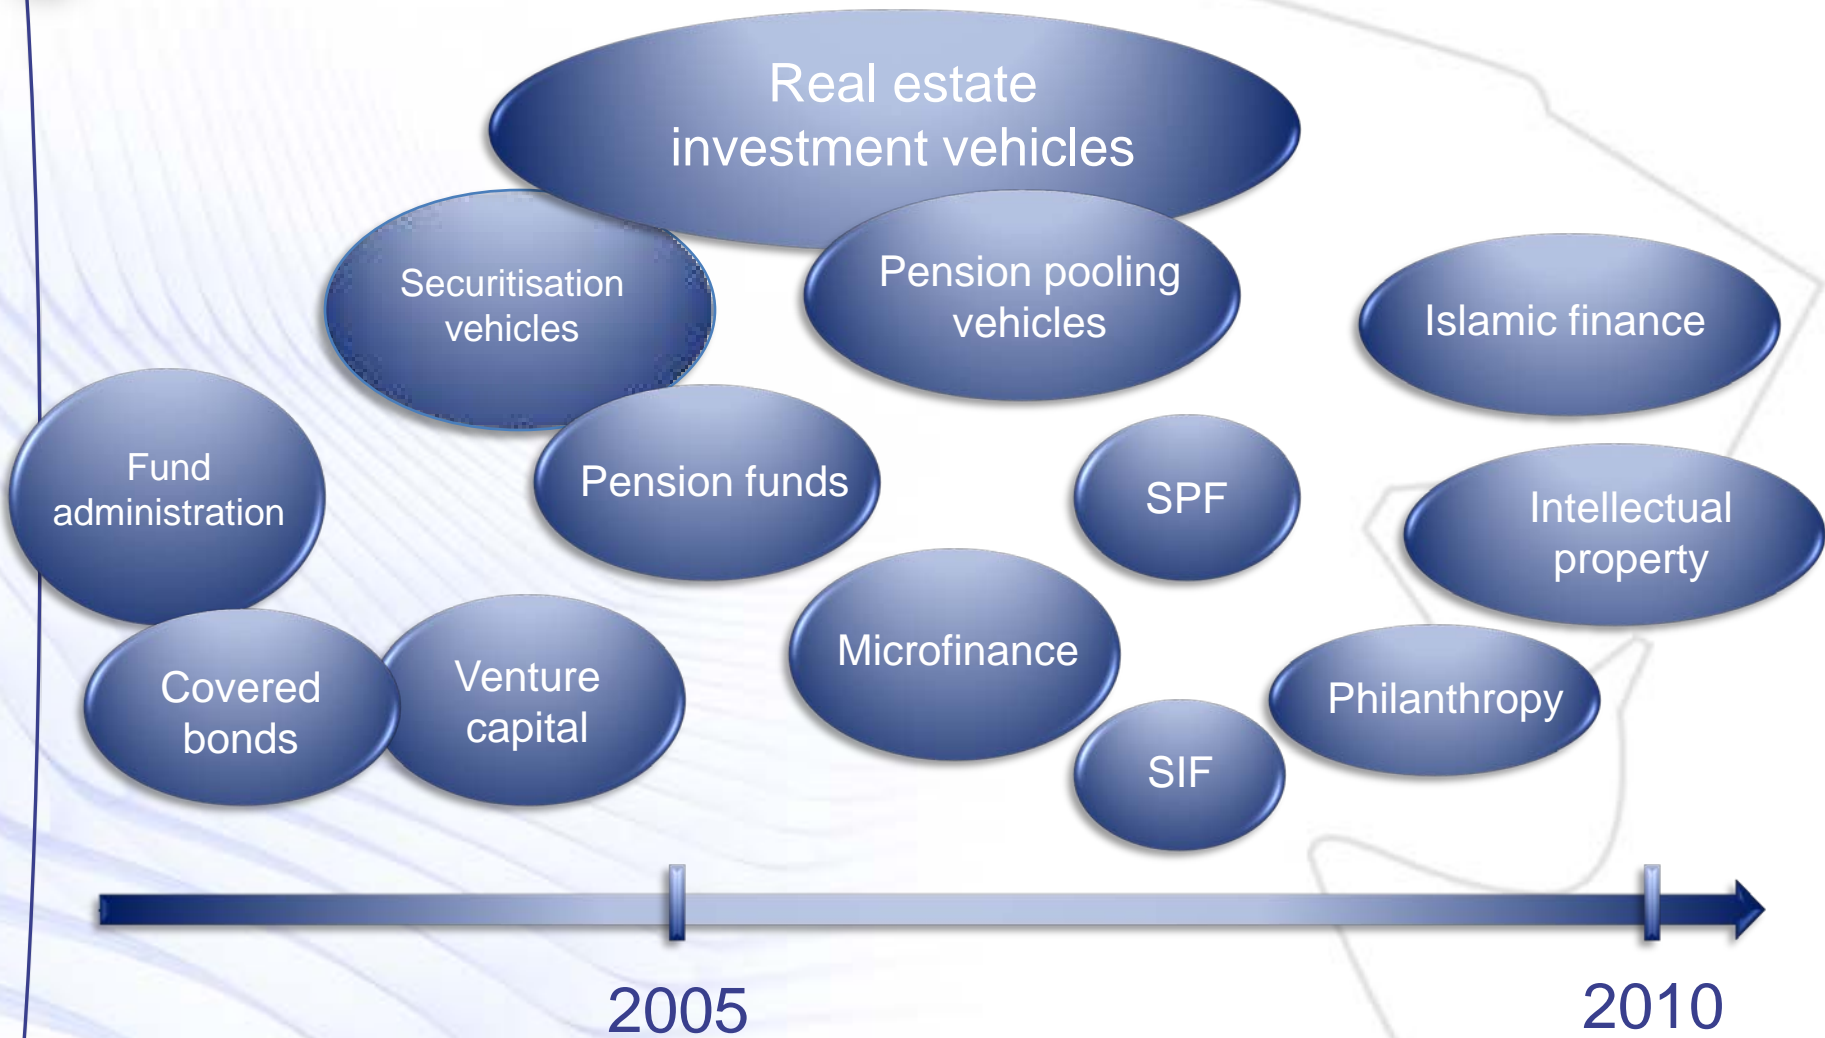 Real estate
investment vehicles
Securitisation
vehicles
Pension pooling
vehicles
Islamic finance
Fund
administration
Pension funds
SPF
Intellectual
property
Covered
bonds
Venture
capital
Microfinance
Philanthropy
SIF
2005
2010